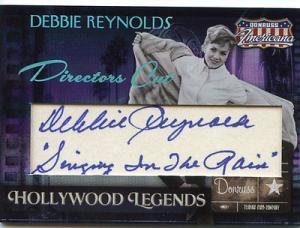 DEBBIE REYNOLDS
DONRUSS
Americana
Directors Cut
Debbie Reynolds
"Singing In The Rain"
HOLLYWOOD LEGENDS
Donruss